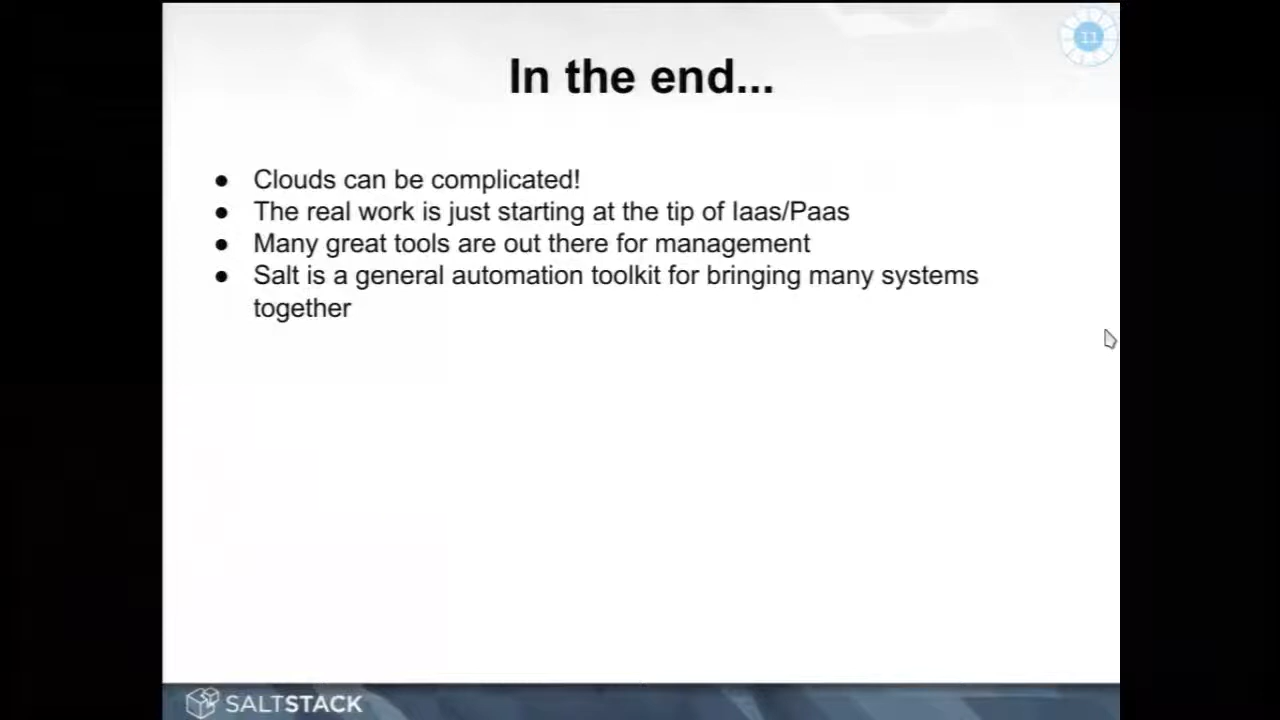 11
In the end...
● Clouds can be complicated!
● The real work is just starting at the tip of Iaas/Paas
● Many great tools are out there for management
● Salt is a general automation toolkit for bringing many systems
together
SALTSTACK